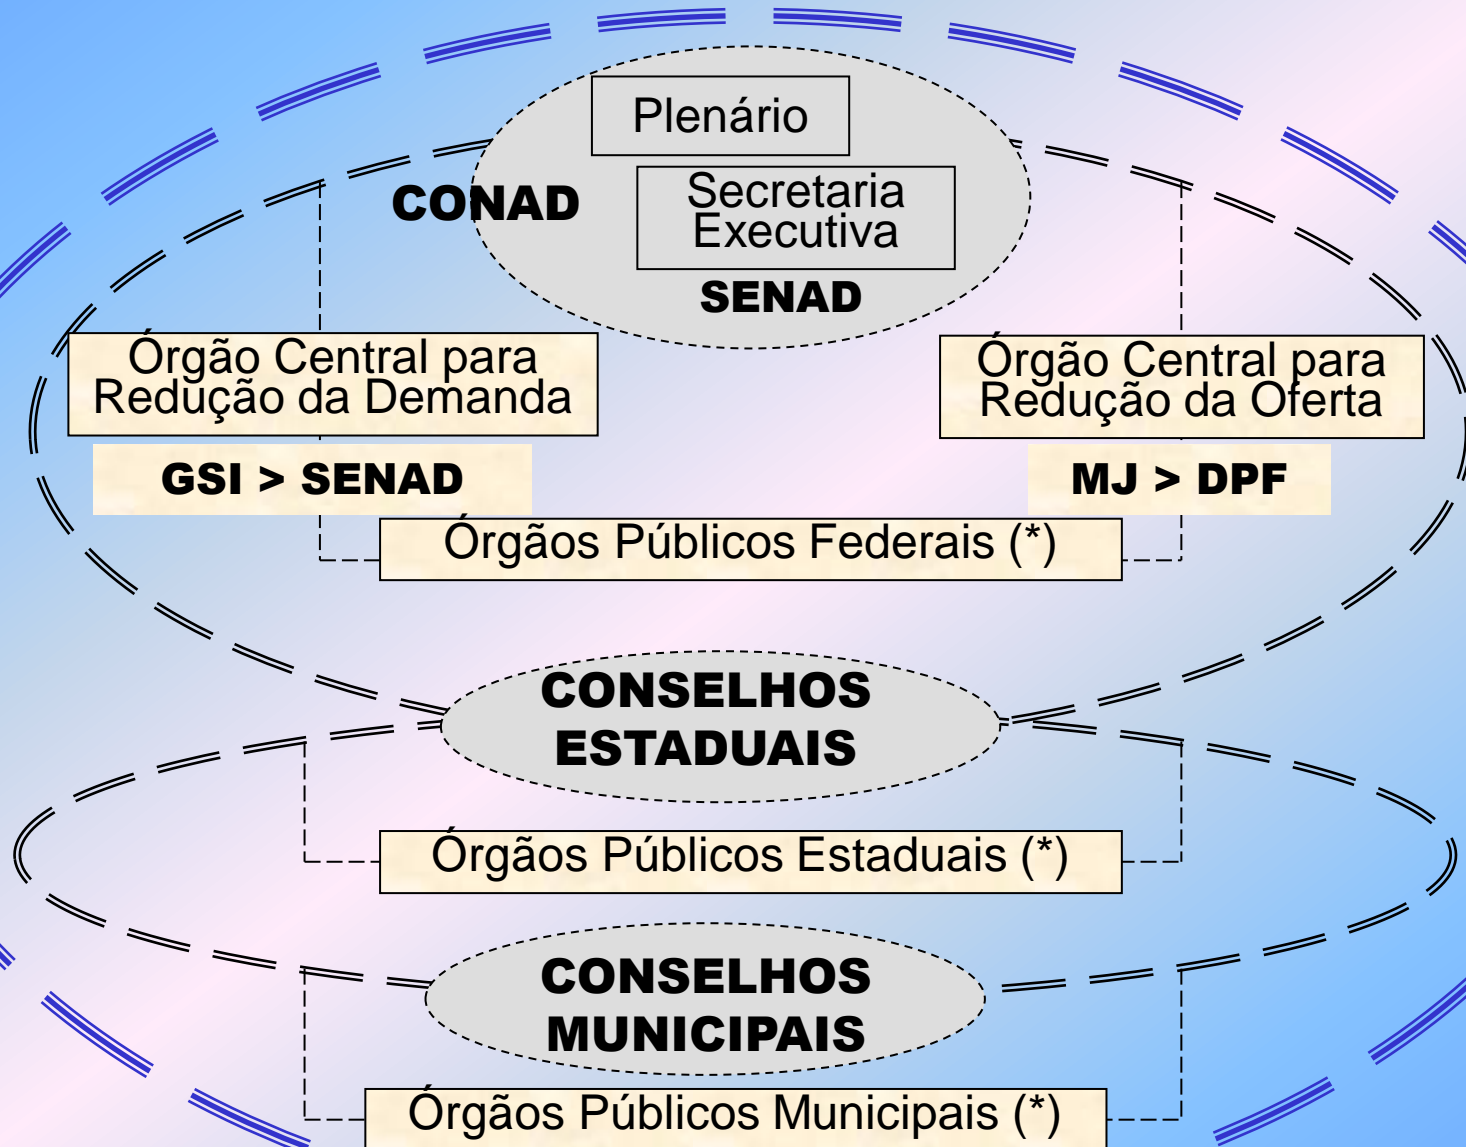 Plenário
CONAD
Secretaria
Executiva
SENAD
Órgão Central para
Redução da Demanda
GSI > SENAD
Órgão Central para
Redução da Oferta
MJ > DPF
Órgãos Públicos Federais (*)
CONSELHOS
ESTADUAIS
Órgãos Públicos Estaduais (*)
CONSELHOS
MUNICIPAIS
Órgãos Públicos Municipais (*)